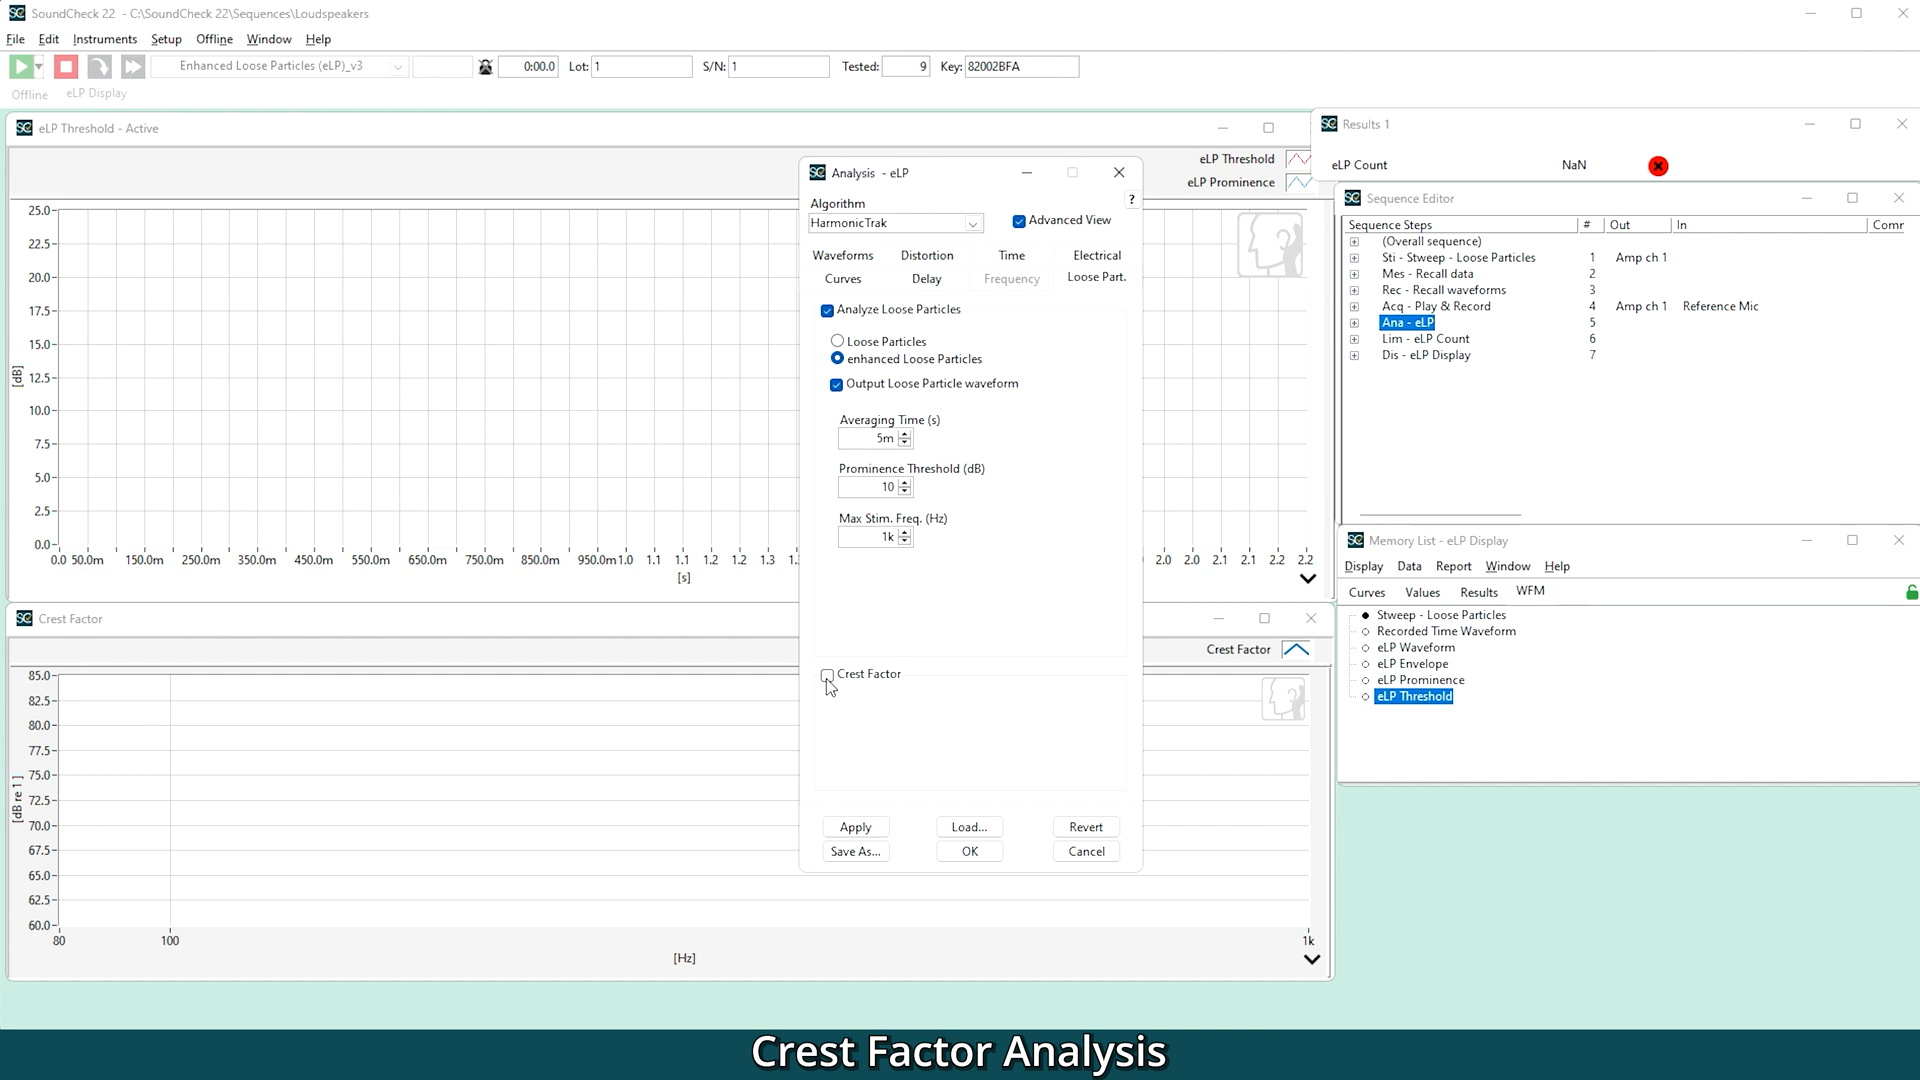 SoundCheck 22 - C:\SoundCheck 22\Sequences\Loudspeakers
File Edit Instruments Setup Offline Window Help
Enhanced Loose Particles (eLP)_v3 0:00.0 Lot: 1 S/N: 1 Tested: 9 Key: 82002BFA
Offline eLP Display
eLP Threshold - Active
eLP Threshold
eLP Prominence
25.0
22.5
20.0
17.5
15.0
12.5
10.0
7.5
5.0
2.5
0.0
[dB]
0.0 50.0m 150.0m 250.0m 350.0m 450.0m 550.0m 650.0m 750.0m 850.0m 950.0m 1.0 1.1 1.1 1.2 1.2 1.3 1. 2.0 2.0 2.1 2.1 2.2 2.2
[s]
Crest Factor
Crest Factor
85.0
82.5
80.0
77.5
75.0
72.5
70.0
67.5
65.0
62.5
60.0
[dB re 1 ]
80 100 1k
[Hz]
Analysis - eLP
?
Algorithm
HarmonicTrak
Advanced View
Waveforms Distortion Time Electrical
Curves Delay Frequency Loose Part.
Analyze Loose Particles
Loose Particles
enhanced Loose Particles
Output Loose Particle waveform
Averaging Time (s)
5m
Prominence Threshold (dB)
10
Max Stim. Freq. (Hz)
1k
Crest Factor
Apply Load... Revert
Save As... OK Cancel
Results 1
eLP Count NaN
Sequence Editor
Sequence Steps # Out In Comr
(Overall sequence)
Sti - Stweep - Loose Particles 1 Amp ch 1
Mes - Recall data 2
Rec - Recall waveforms 3
Acq - Play & Record 4 Amp ch 1 Reference Mic
Ana - eLP 5
Lim - eLP Count 6
Dis - eLP Display 7
Memory List - eLP Display
Display Data Report Window Help
Curves Values Results WFM
Stweep - Loose Particles
Recorded Time Waveform
eLP Waveform
eLP Envelope
eLP Prominence
eLP Threshold
Crest Factor Analysis